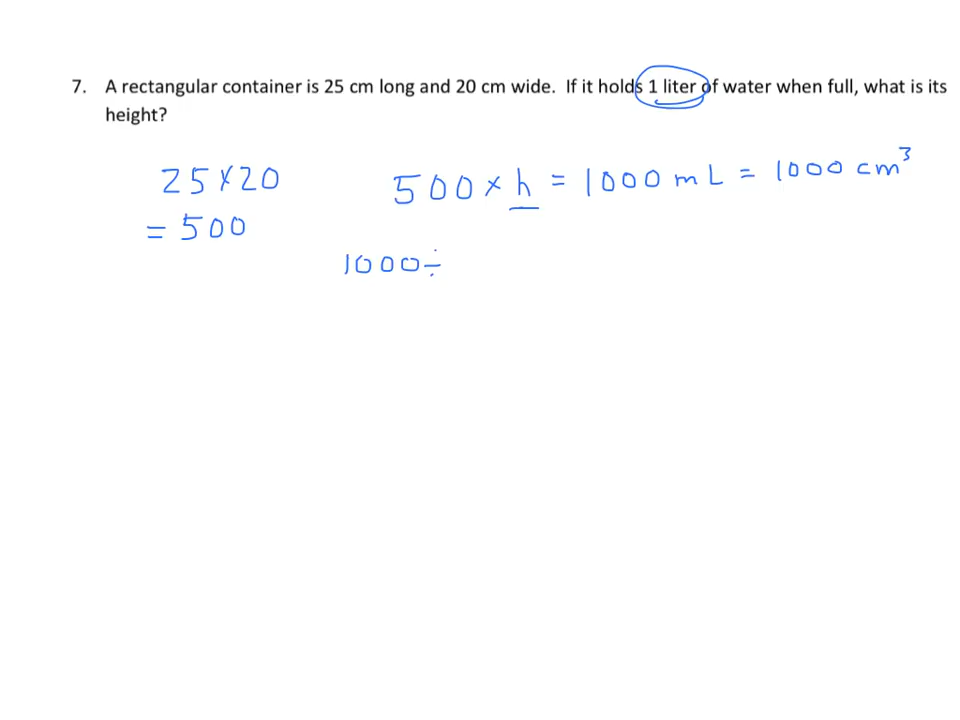 7. A rectangular container is 25 cm long and 20 cm wide. If it holds 1 liter of water when full, what is its
height?
25 × 20
= 500
500 × h = 1000 mL = 1000 cm³
1000 ÷